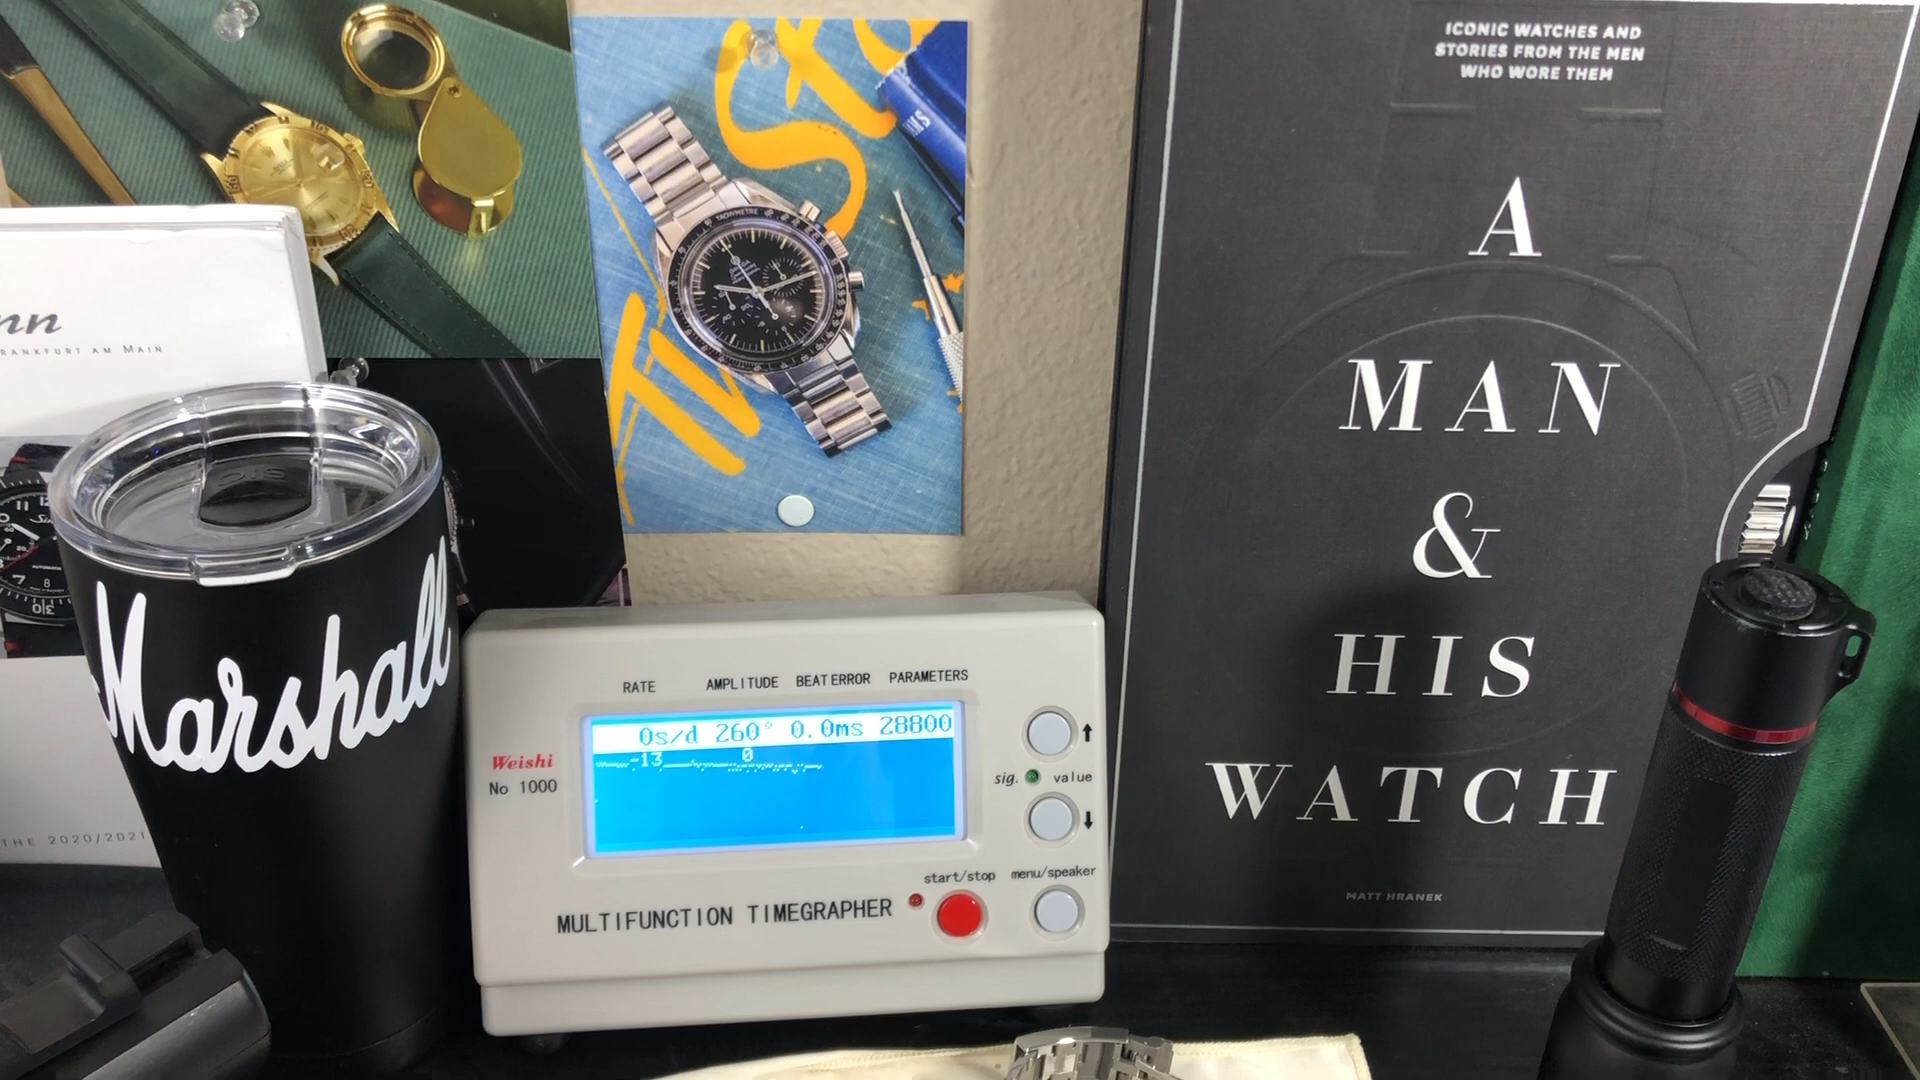 ICONIC WATCHES AND
STORIES FROM THE MEN
WHO WORE THEM
A
MAN
&
HIS
WATCH
MATT HRANEK
TACHYMETRE
nn
RANKFURT AM MAIN
THE 2020/2021
Marshall
RATE AMPLITUDE BEAT ERROR PARAMETERS
0s/d 260° 0.0ms 28800
-13 0
Weishi
No 1000
sig. value
start/stop menu/speaker
MULTIFUNCTION TIMEGRAPHER